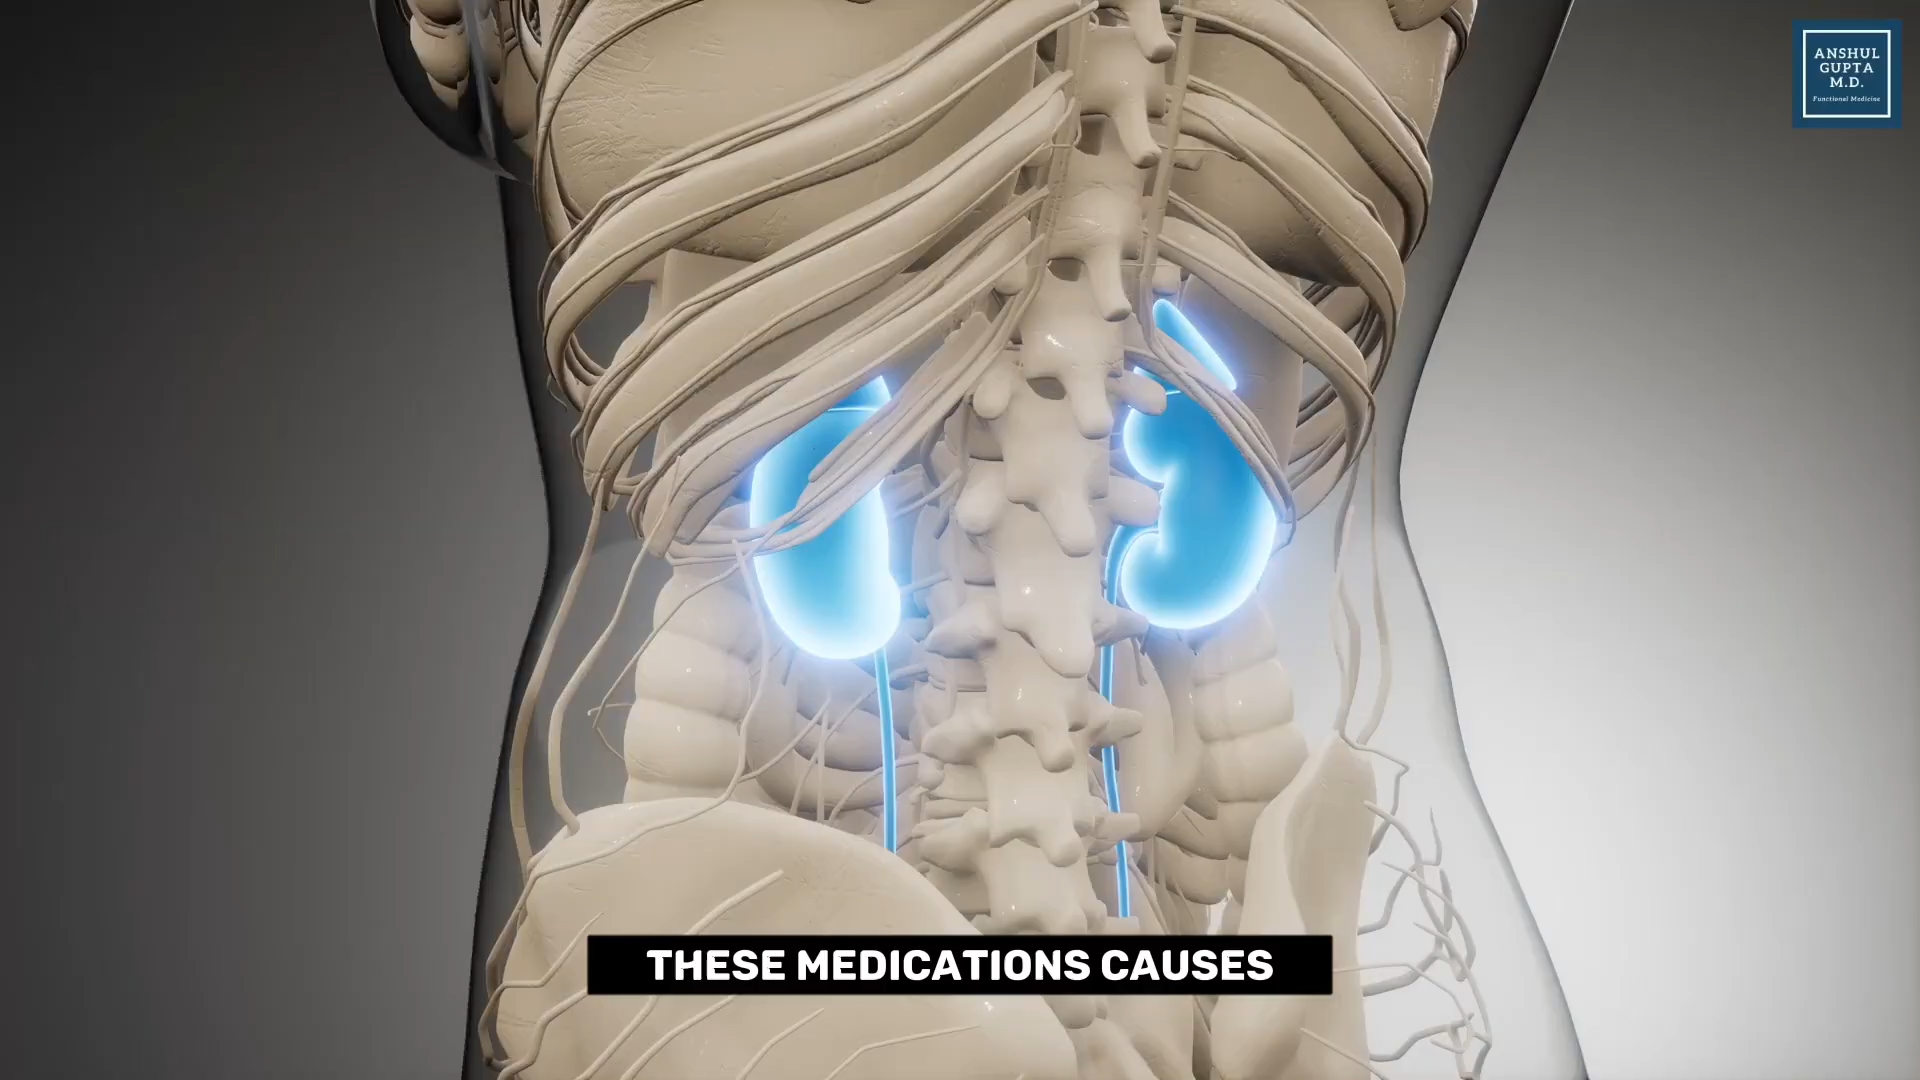 ANSHUL
GUPTA
M.D.
Functional Medicine
THESE MEDICATIONS CAUSES